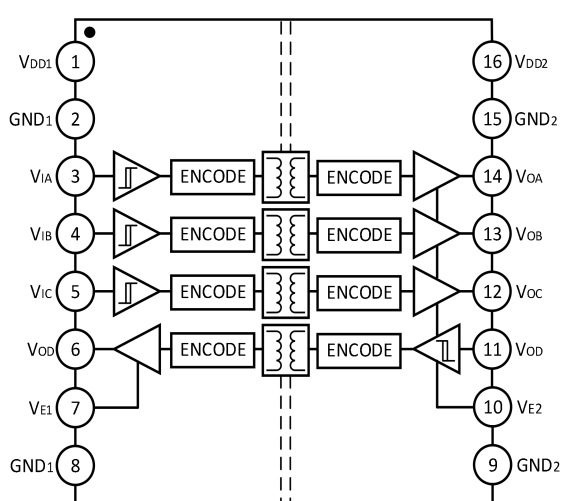 VDD1 1 16 VDD2
GND1 2 15 GND2
VIA 3 ENCODE ENCODE 14 VOA
VIB 4 ENCODE ENCODE 13 VOB
VIC 5 ENCODE ENCODE 12 VOC
VOD 6 ENCODE ENCODE 11 VOD
VE1 7 10 VE2
GND1 8 9 GND2